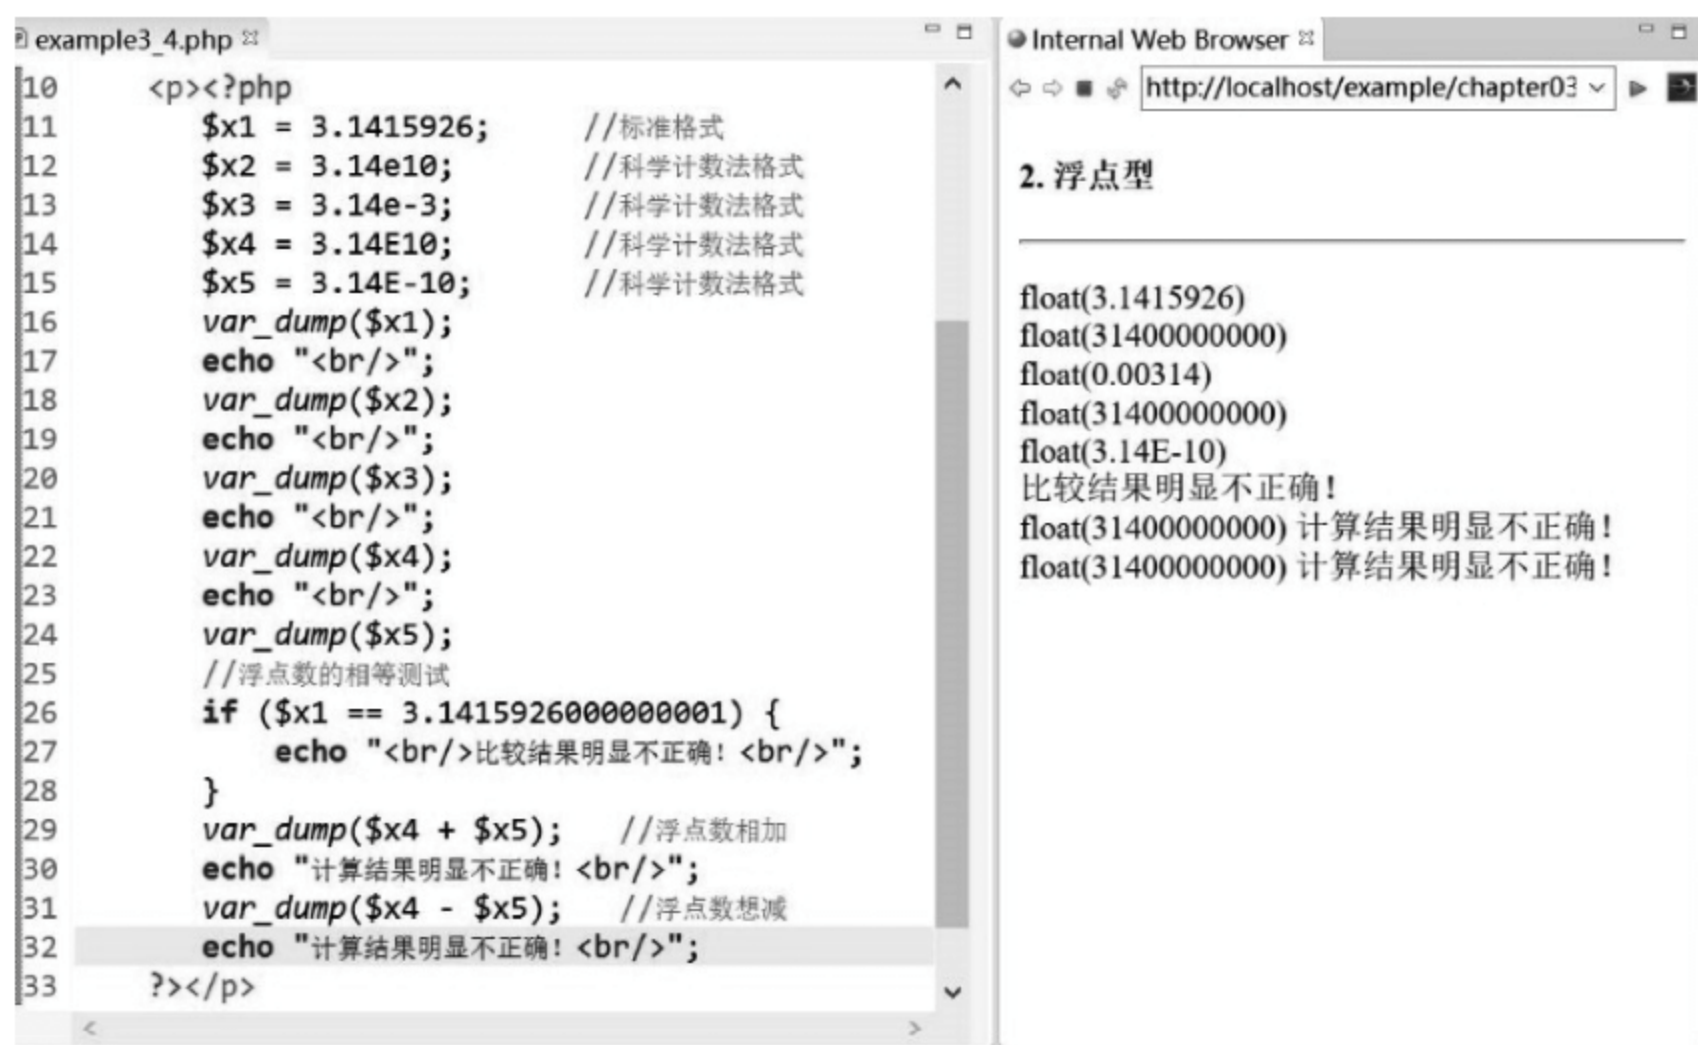 example3_4.php
10 <p><?php
11 $x1 = 3.1415926; //标准格式
12 $x2 = 3.14e10; //科学计数法格式
13 $x3 = 3.14e-3; //科学计数法格式
14 $x4 = 3.14E10; //科学计数法格式
15 $x5 = 3.14E-10; //科学计数法格式
16 var_dump($x1);
17 echo "<br/>";
18 var_dump($x2);
19 echo "<br/>";
20 var_dump($x3);
21 echo "<br/>";
22 var_dump($x4);
23 echo "<br/>";
24 var_dump($x5);
25 //浮点数的相等测试
26 if ($x1 == 3.1415926000000001) {
27 echo "<br/>比较结果明显不正确！<br/>";
28 }
29 var_dump($x4 + $x5); //浮点数相加
30 echo "计算结果明显不正确！<br/>";
31 var_dump($x4 - $x5); //浮点数想减
32 echo "计算结果明显不正确！<br/>";
33 ?></p>
Internal Web Browser
http://localhost/example/chapter03
2. 浮点型
float(3.1415926)
float(31400000000)
float(0.00314)
float(31400000000)
float(3.14E-10)
比较结果明显不正确！
float(31400000000) 计算结果明显不正确！
float(31400000000) 计算结果明显不正确！